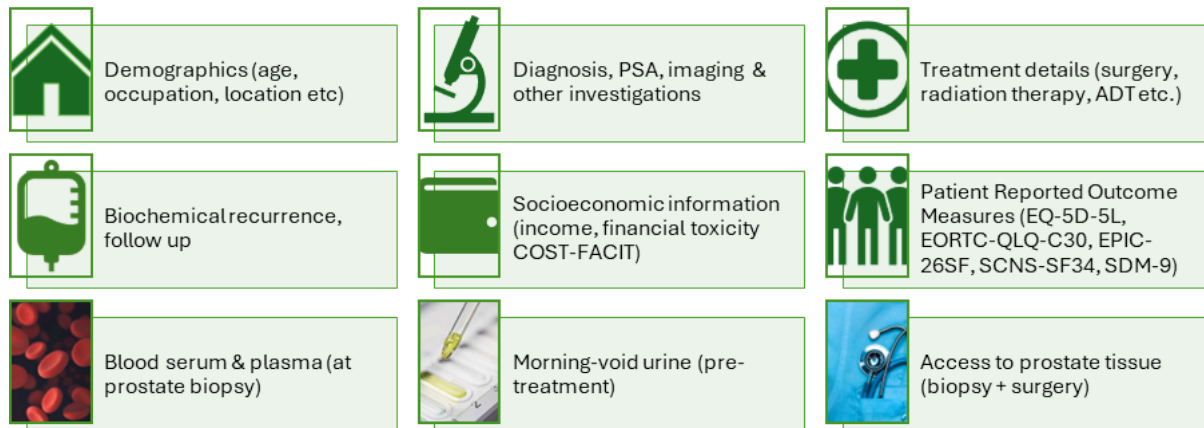 Demographics (age,
occupation, location etc)
Diagnosis, PSA, imaging &
other investigations
Treatment details (surgery,
radiation therapy, ADT etc.)
Biochemical recurrence,
follow up
Socioeconomic information
(income, financial toxicity
COST-FACIT)
Patient Reported Outcome
Measures (EQ-5D-5L,
EORTC-QLQ-C30, EPIC-
26SF, SCNS-SF34, SDM-9)
Blood serum & plasma (at
prostate biopsy)
Morning-void urine (pre-
treatment)
Access to prostate tissue
(biopsy + surgery)